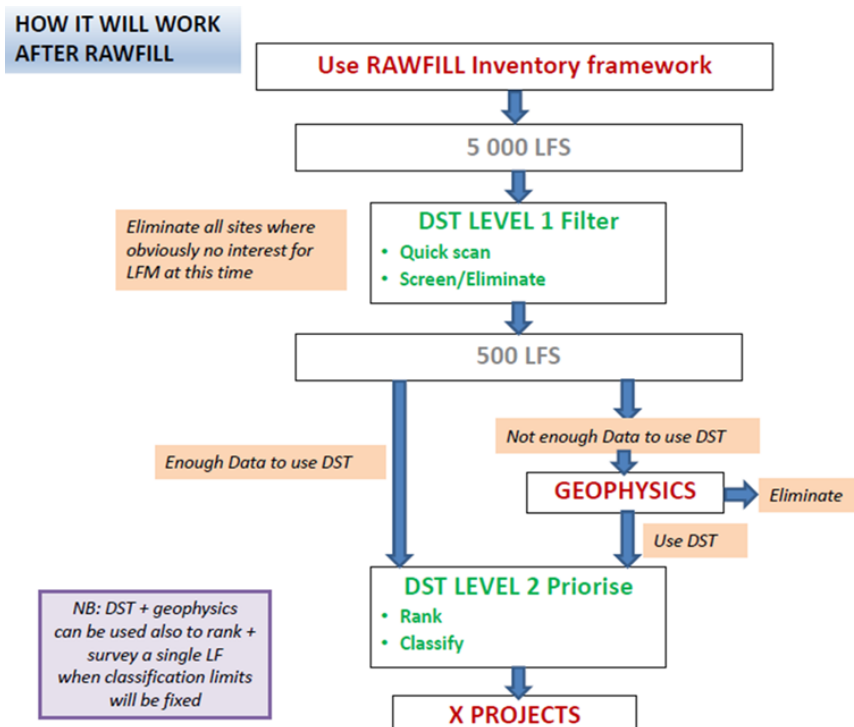 HOW IT WILL WORK
AFTER RAWFILL
Use RAWFILL Inventory framework
5 000 LFS
Eliminate all sites where
obviously no interest for
LFM at this time
DST LEVEL 1 Filter
• Quick scan
• Screen/Eliminate
500 LFS
Enough Data to use DST
Not enough Data to use DST
GEOPHYSICS
Eliminate
Use DST
DST LEVEL 2 Priorise
• Rank
• Classify
NB: DST + geophysics
can be used also to rank +
survey a single LF
when classification limits
will be fixed
X PROJECTS